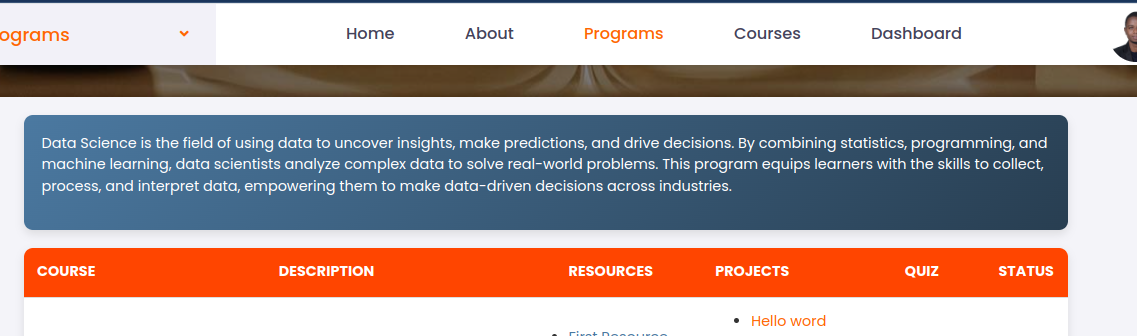 ograms
Home About Programs Courses Dashboard
Data Science is the field of using data to uncover insights, make predictions, and drive decisions. By combining statistics, programming, and
machine learning, data scientists analyze complex data to solve real-world problems. This program equips learners with the skills to collect,
process, and interpret data, empowering them to make data-driven decisions across industries.
COURSE DESCRIPTION RESOURCES PROJECTS QUIZ STATUS
Hello word
First Resource